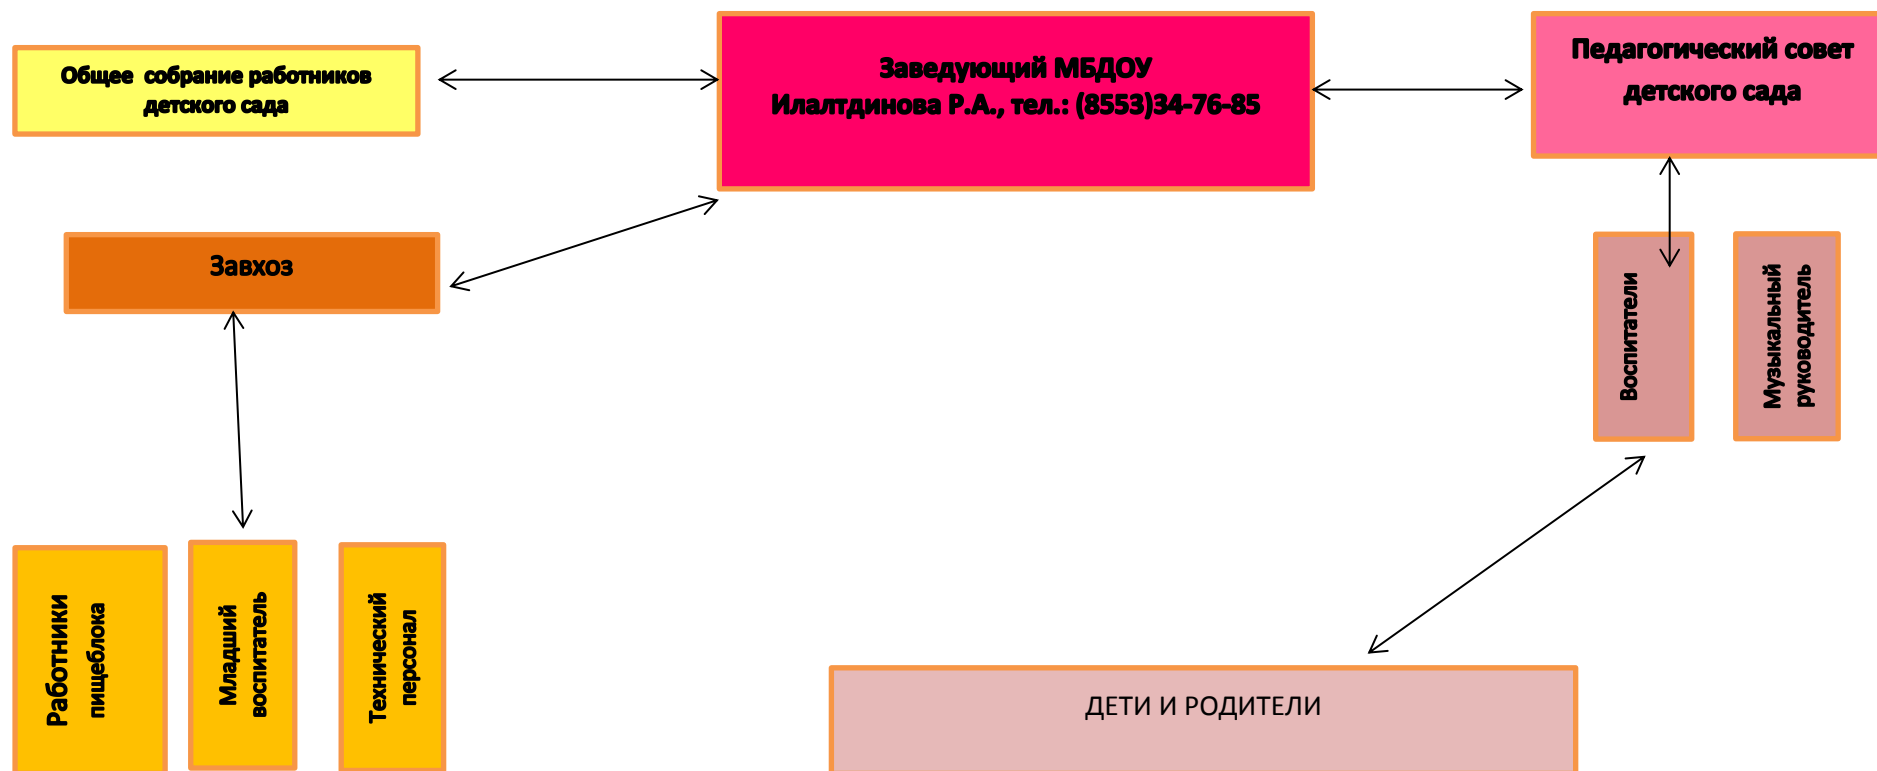 Общее собрание работников
детского сада
Заведующий МБДОУ
Илалтдинова Р.А., тел.: (8553)34-76-85
Педагогический совет
детского сада
Завхоз
Воспитатели
Музыкальный
руководитель
Работники
пищеблока
Младший
воспитатель
Технический
персонал
ДЕТИ И РОДИТЕЛИ